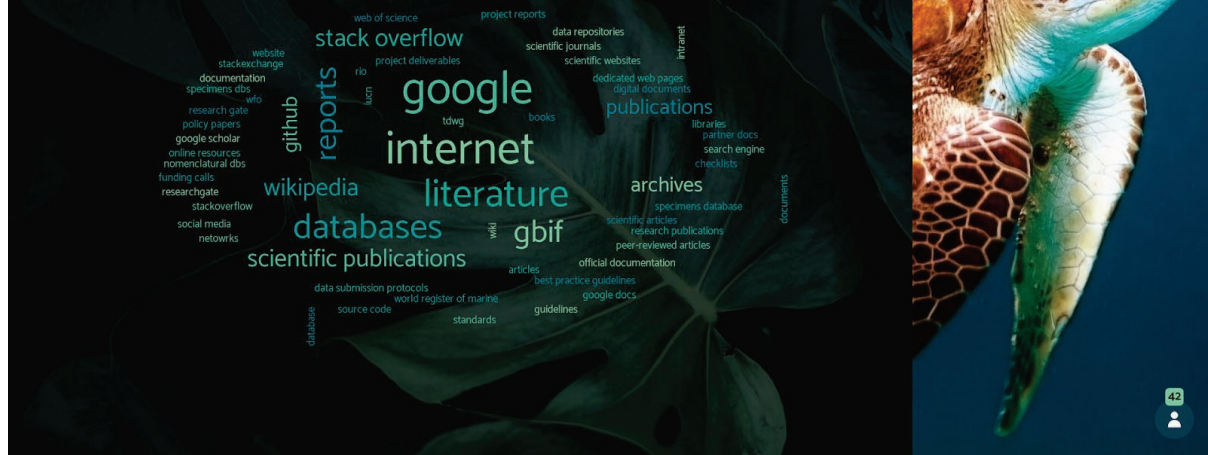 web of science
project reports
stack overflow
data repositories
intranet
scientific journals
website
project deliverables
scientific websites
stackexchange
rio
documentation
reports
google
dedicated web pages
specimens dbs
iucn
digital documents
wfo
github
publications
research gate
books
tdwg
policy papers
libraries
partner docs
google scholar
internet
search engine
online resources
nomenclatural dbs
checklists
funding calls
wikipedia
literature
archives
documents
researchgate
stackoverflow
specimens database
social media
databases
wiki
gbif
scientific articles
research publications
netowrks
peer-reviewed articles
scientific publications
official documentation
articles
best practice guidelines
data submission protocols
google docs
world register of marine
source code
guidelines
database
standards
42